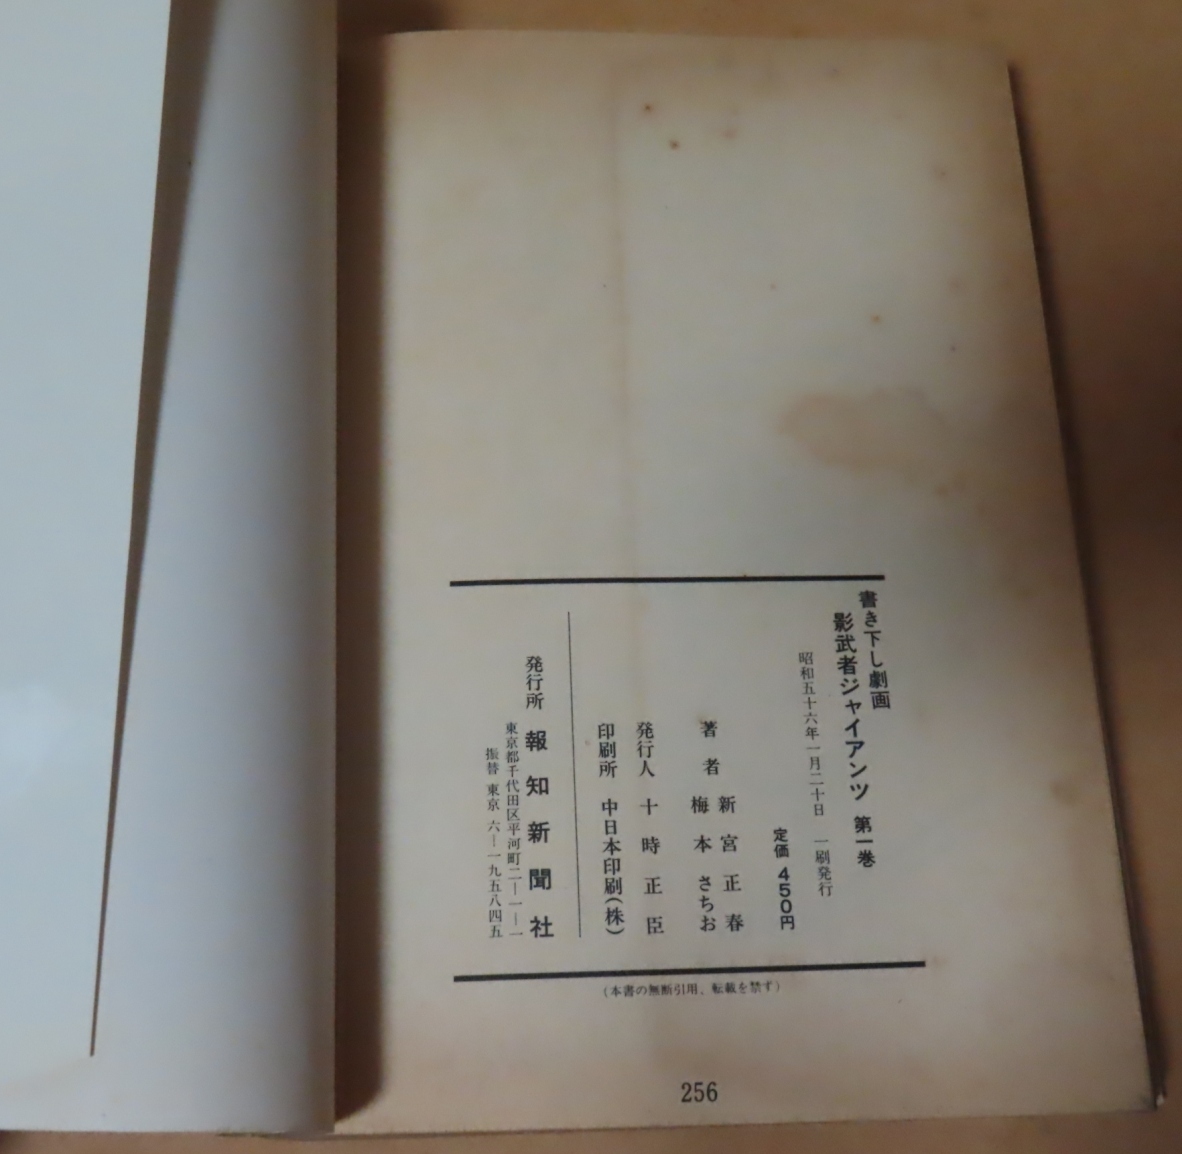 書き下し劇画
影武者ジャイアンツ 第一巻
昭和五十六年一月二十日 一刷発行
定価 450円
著者 新宮正春
梅本さちお
発行人 十時正臣
印刷所 中日本印刷(株)
発行所 報知新聞社
東京都千代田区平河町二―一―一
振替 東京 六―一九五八四五
(本書の無断引用、転載を禁ず)
256